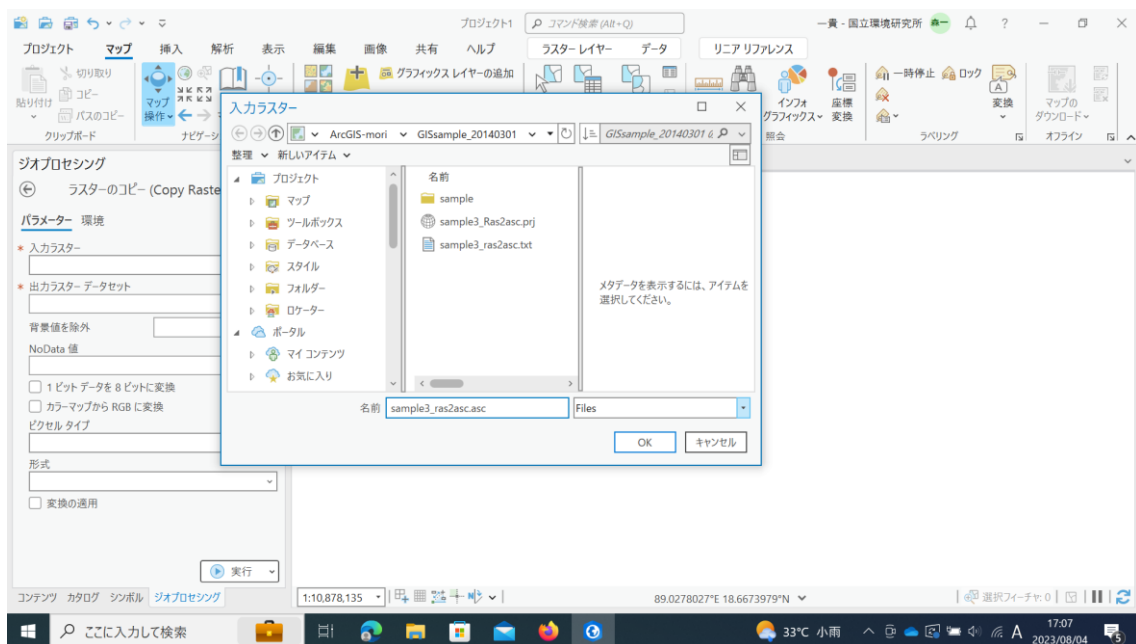 プロジェクト1
コマンド検索 (Alt+Q)
一貴 - 国立環境研究所
森一
プロジェクト マップ 挿入 解析 表示 編集 画像 共有 ヘルプ ラスター レイヤー データ リニア リファレンス
貼り付け
切り取り
コピー
パスのコピー
クリップボード
マップ操作
ナビゲーシ
グラフィックス レイヤーの追加
インフォグラフィックス
座標変換
照会
一時停止 ロック
変換
ラベリング
マップのダウンロード
オフライン
ジオプロセシング
ラスターのコピー (Copy Raste
パラメーター 環境
* 入力ラスター
* 出力ラスター データセット
背景値を除外
NoData 値
1 ビット データを 8 ビットに変換
カラーマップから RGB に変換
ピクセル タイプ
形式
変換の適用
実行
コンテンツ カタログ シンボル ジオプロセシング
入力ラスター
ArcGIS-mori GISsample_20140301
GISsample_20140301 の
整理 新しいアイテム
プロジェクト
マップ
ツールボックス
データベース
スタイル
フォルダー
ロケーター
ポータル
マイ コンテンツ
お気に入り
名前
sample
sample3_Ras2asc.prj
sample3_ras2asc.txt
メタデータを表示するには、アイテムを
選択してください。
名前 sample3_ras2asc.asc Files
OK キャンセル
1:10,878,135
89.0278027°E 18.6673979°N
選択フィーチャ: 0
ここに入力して検索
33°C 小雨
A
17:07
2023/08/04
5